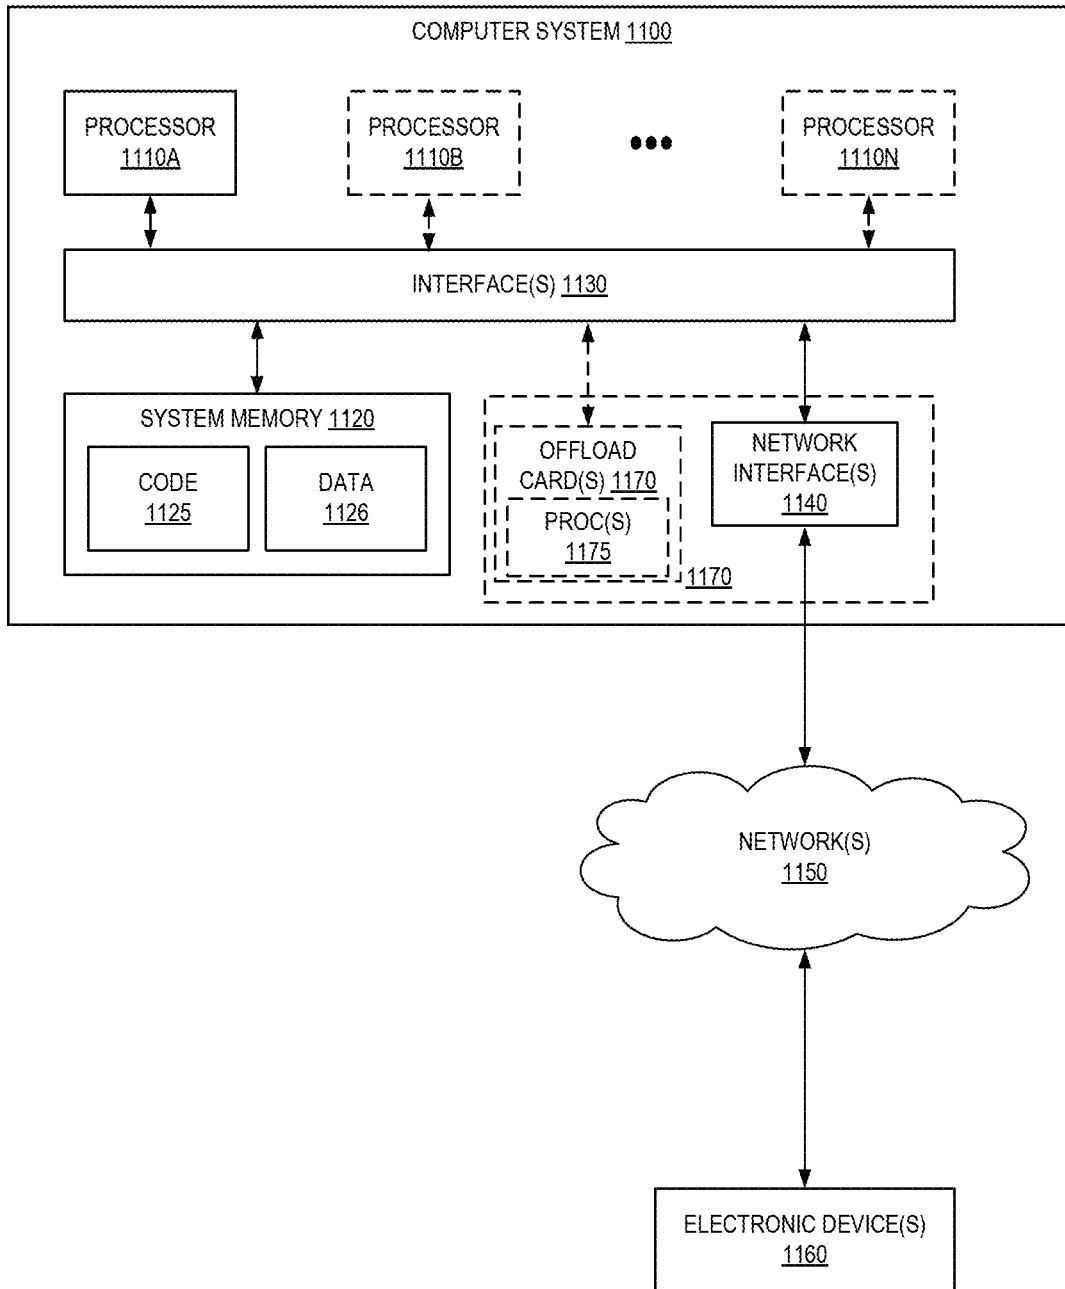 COMPUTER SYSTEM 1100
PROCESSOR
1110A
PROCESSOR
1110B
PROCESSOR
1110N
INTERFACE(S) 1130
SYSTEM MEMORY 1120
CODE
1125
DATA
1126
OFFLOAD
CARD(S) 1170
PROC(S)
1175
1170
NETWORK
INTERFACE(S)
1140
NETWORK(S)
1150
ELECTRONIC DEVICE(S)
1160